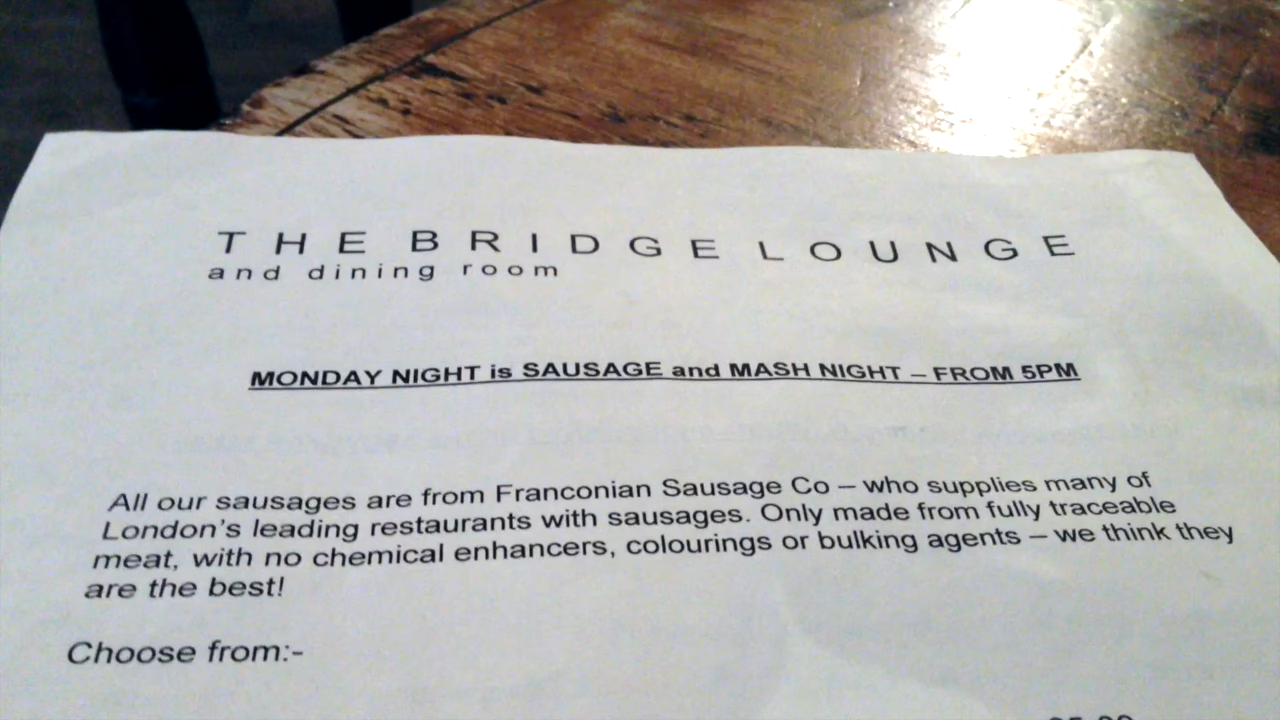 THE BRIDGE LOUNGE
and dining room
MONDAY NIGHT is SAUSAGE and MASH NIGHT – FROM 5PM
All our sausages are from Franconian Sausage Co – who supplies many of
London's leading restaurants with sausages. Only made from fully traceable
meat, with no chemical enhancers, colourings or bulking agents – we think they
are the best!
Choose from:-